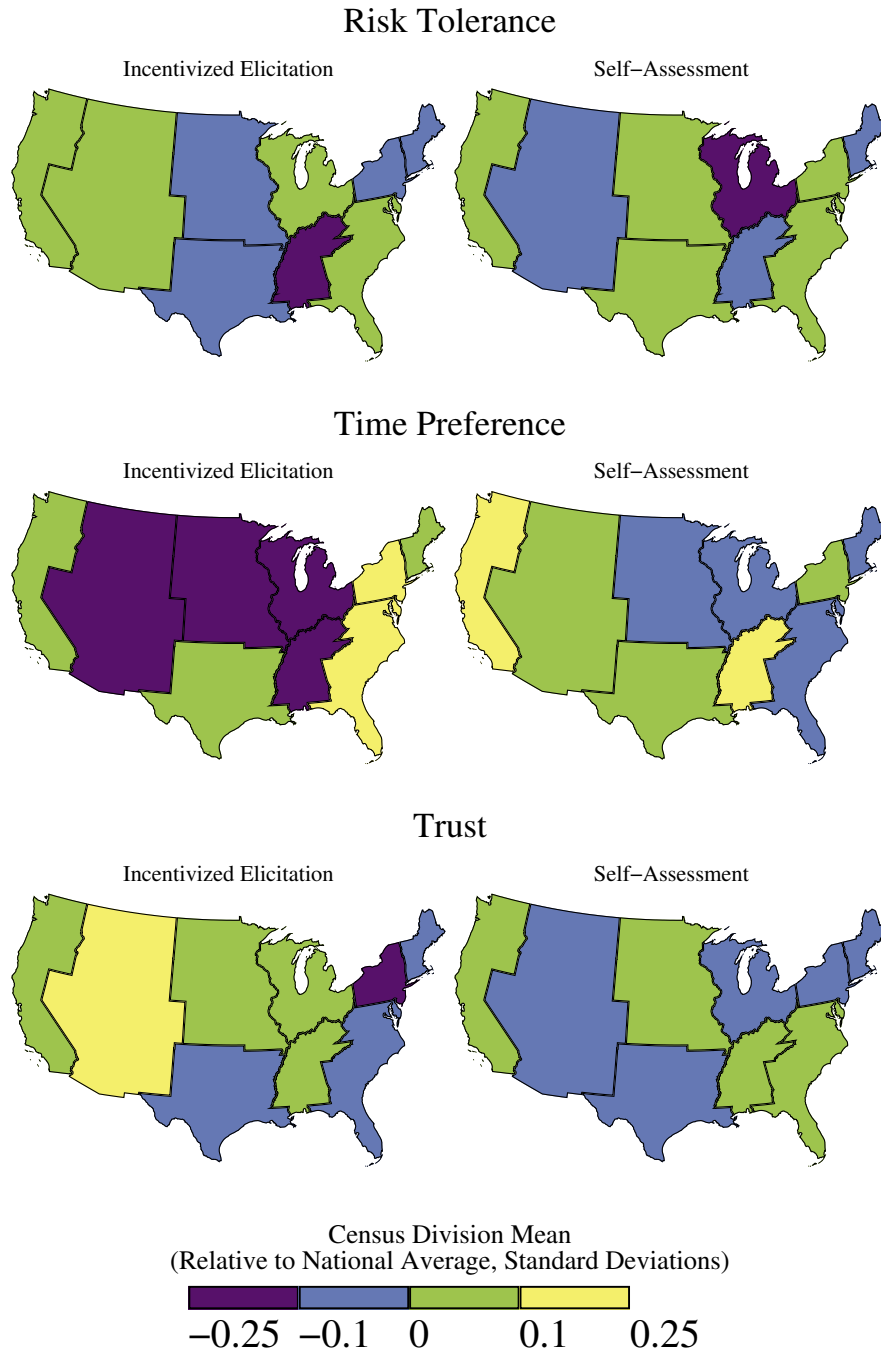 Risk Tolerance
Incentivized Elicitation
Self−Assessment
Time Preference
Incentivized Elicitation
Self−Assessment
Trust
Incentivized Elicitation
Self−Assessment
Census Division Mean
(Relative to National Average, Standard Deviations)
−0.25 −0.1 0 0.1 0.25